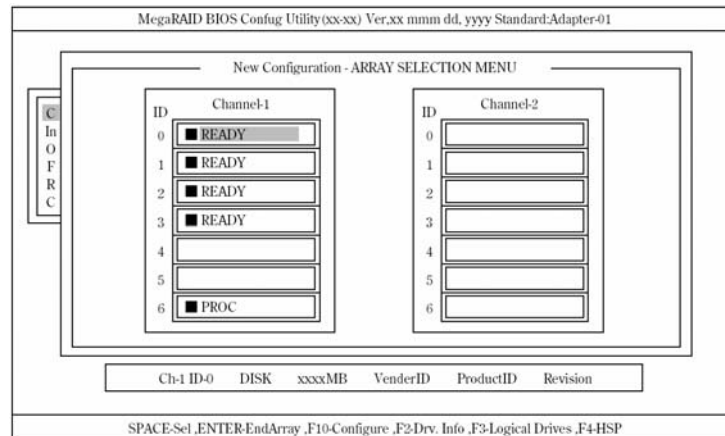 MegaRAID BIOS Confug Utility(xx-xx) Ver,xx mmm dd, yyyy Standard:Adapter-01
New Configuration - ARRAY SELECTION MENU
C
In
O
F
R
C
Channel-1
ID
0 READY
1 READY
2 READY
3 READY
4
5
6 PROC
Channel-2
ID
0
1
2
3
4
5
6
Ch-1 ID-0 DISK xxxxMB VenderID ProductID Revision
SPACE-Sel ,ENTER-EndArray ,F10-Configure ,F2-Drv. Info ,F3-Logical Drives ,F4-HSP